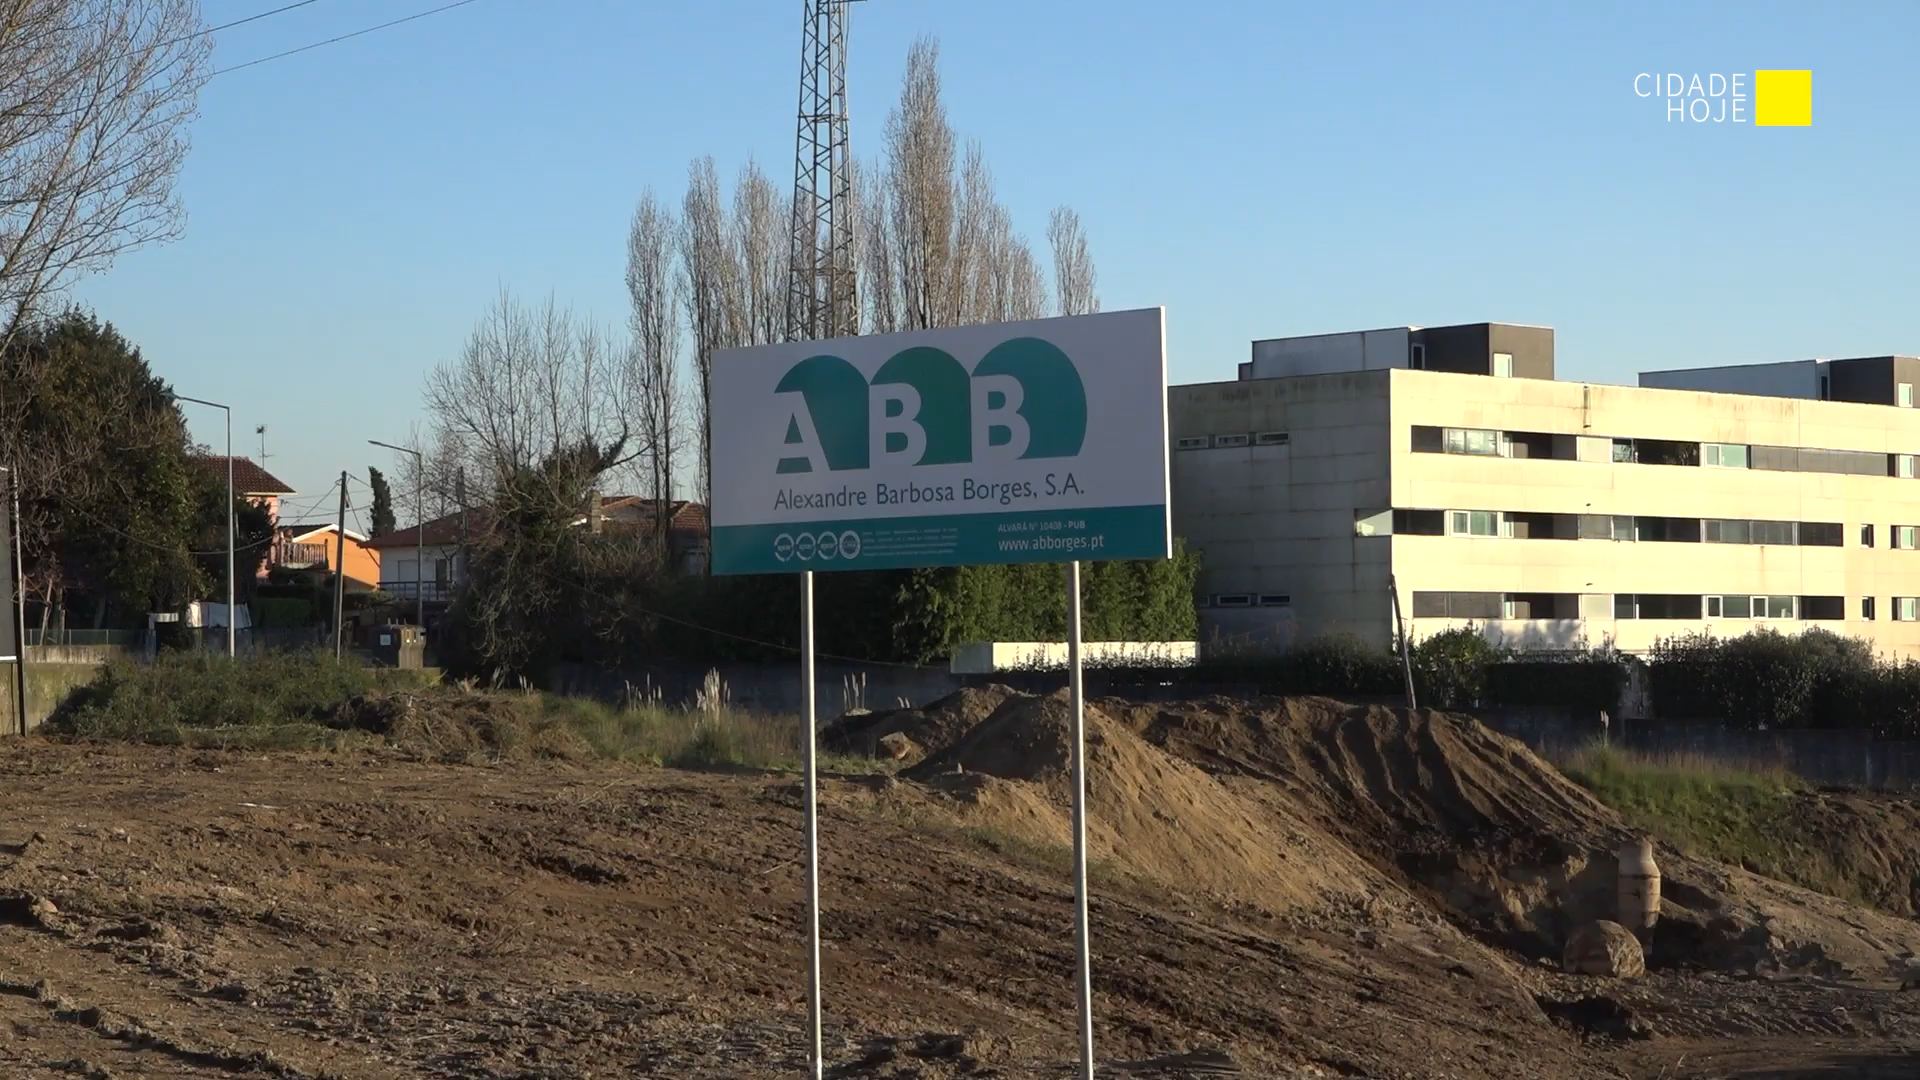 CIDADE
HOJE
ABB
Alexandre Barbosa Borges, S.A.
ALVARÁ Nº 10408 - PUB
www.abborges.pt